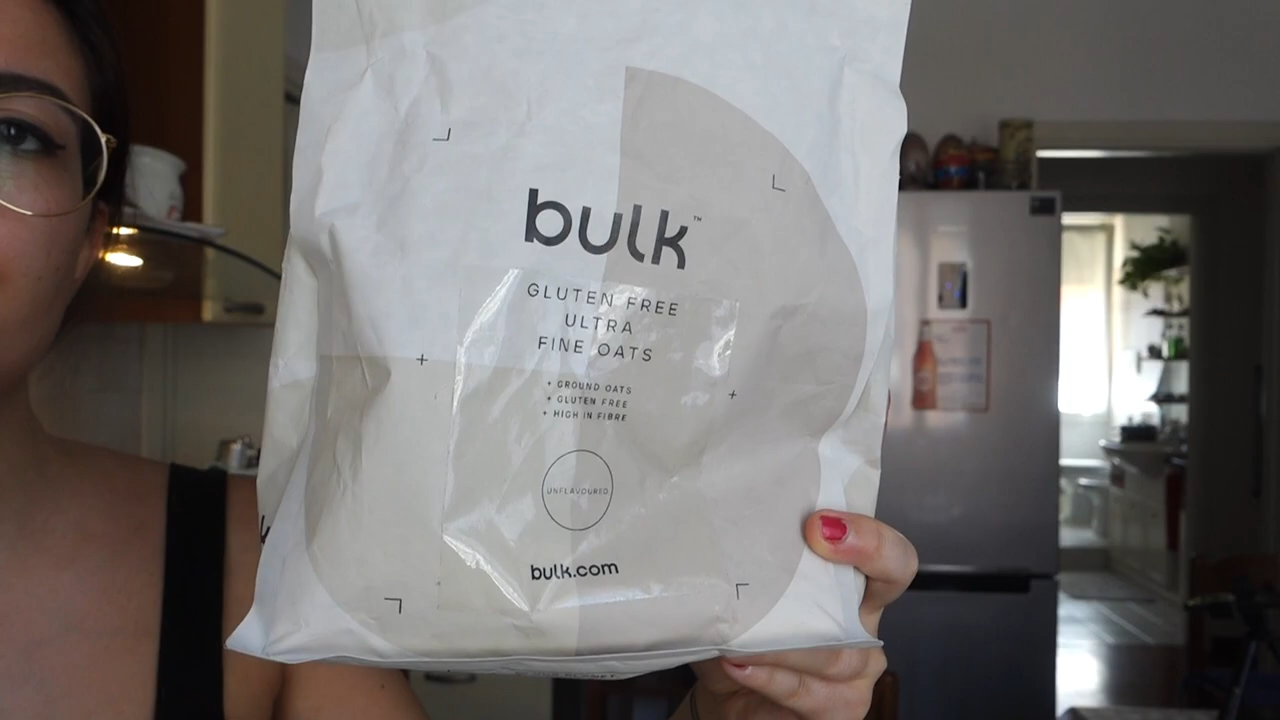 bulk™
GLUTEN FREE
ULTRA
FINE OATS
+ GROUND OATS
+ GLUTEN FREE
+ HIGH IN FIBRE
UNFLAVOURED
bulk.com